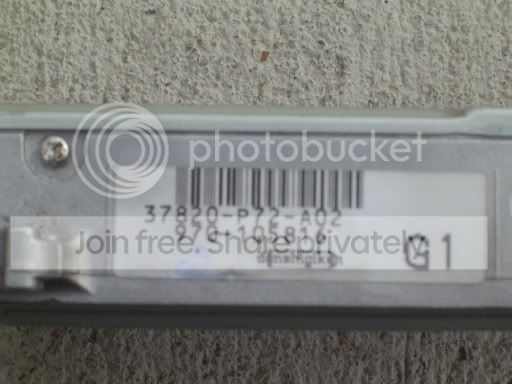 photobucket
37820-P72-A02
Join free. Share privately.
G1